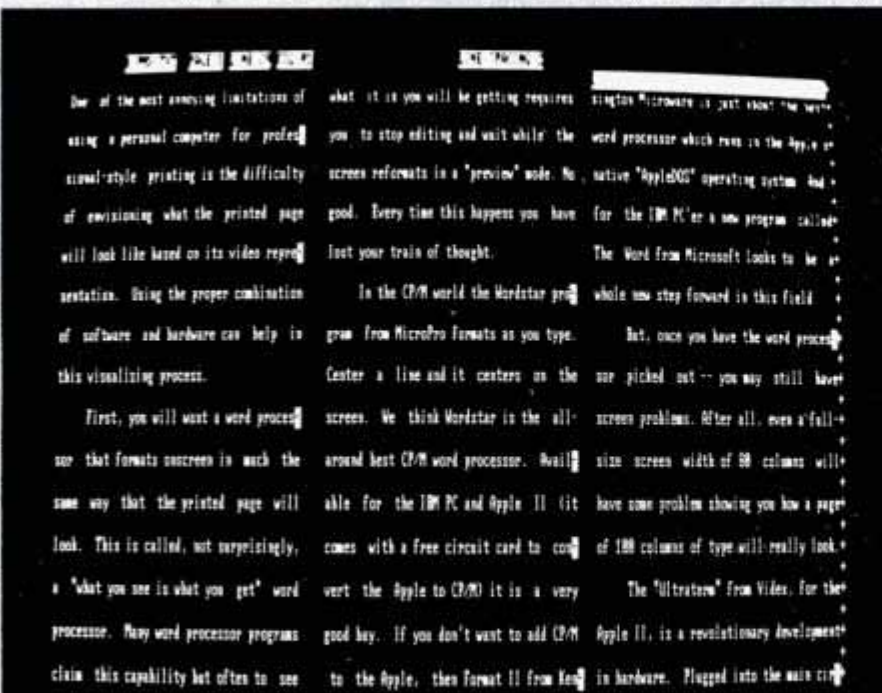 One of the most annoying limitations of
using a personal computer for profes
sional-style printing is the difficulty
of envisioning what the printed page
will look like based on its video repre
sentation. Using the proper combination
of software and hardware can help in
this visualizing process.
First, you will want a word proces
sor that formats onscreen in much the
same way that the printed page will
look. This is called, not surprisingly,
a "what you see is what you get" word
processor. Many word processor programs
claim this capability but often to see
what it is you will be getting requires
you to stop editing and wait while the
screen reformats in a "preview" mode. No
good. Every time this happens you have
lost your train of thought.
In the CP/M world the Wordstar pro
gram from MicroPro formats as you type.
Center a line and it centers on the
screen. We think Wordstar is the all-
around best CP/M word processor. Avail
able for the IBM PC and Apple II (it
comes with a free circuit card to con
vert the Apple to CP/M) it is a very
good buy. If you don't want to add CP/M
to the Apple, then Format II from Ken
sington Microware is just about the
word processor which runs in the Apple
native "AppleDOS" operating system And
for the IBM PC'er a new program called
The Word from Microsoft looks to be a
whole new step forward in this field
But, once you have the word proces
sor picked out -- you may still have
screen problems. After all, even a full-
size screen width of 80 columns will
have some problem showing you how a page
of 100 columns of type will really look.
The "Ultraterm" from Videx, for the
Apple II, is a revolutionary development
in hardware. Plugged into the main cir